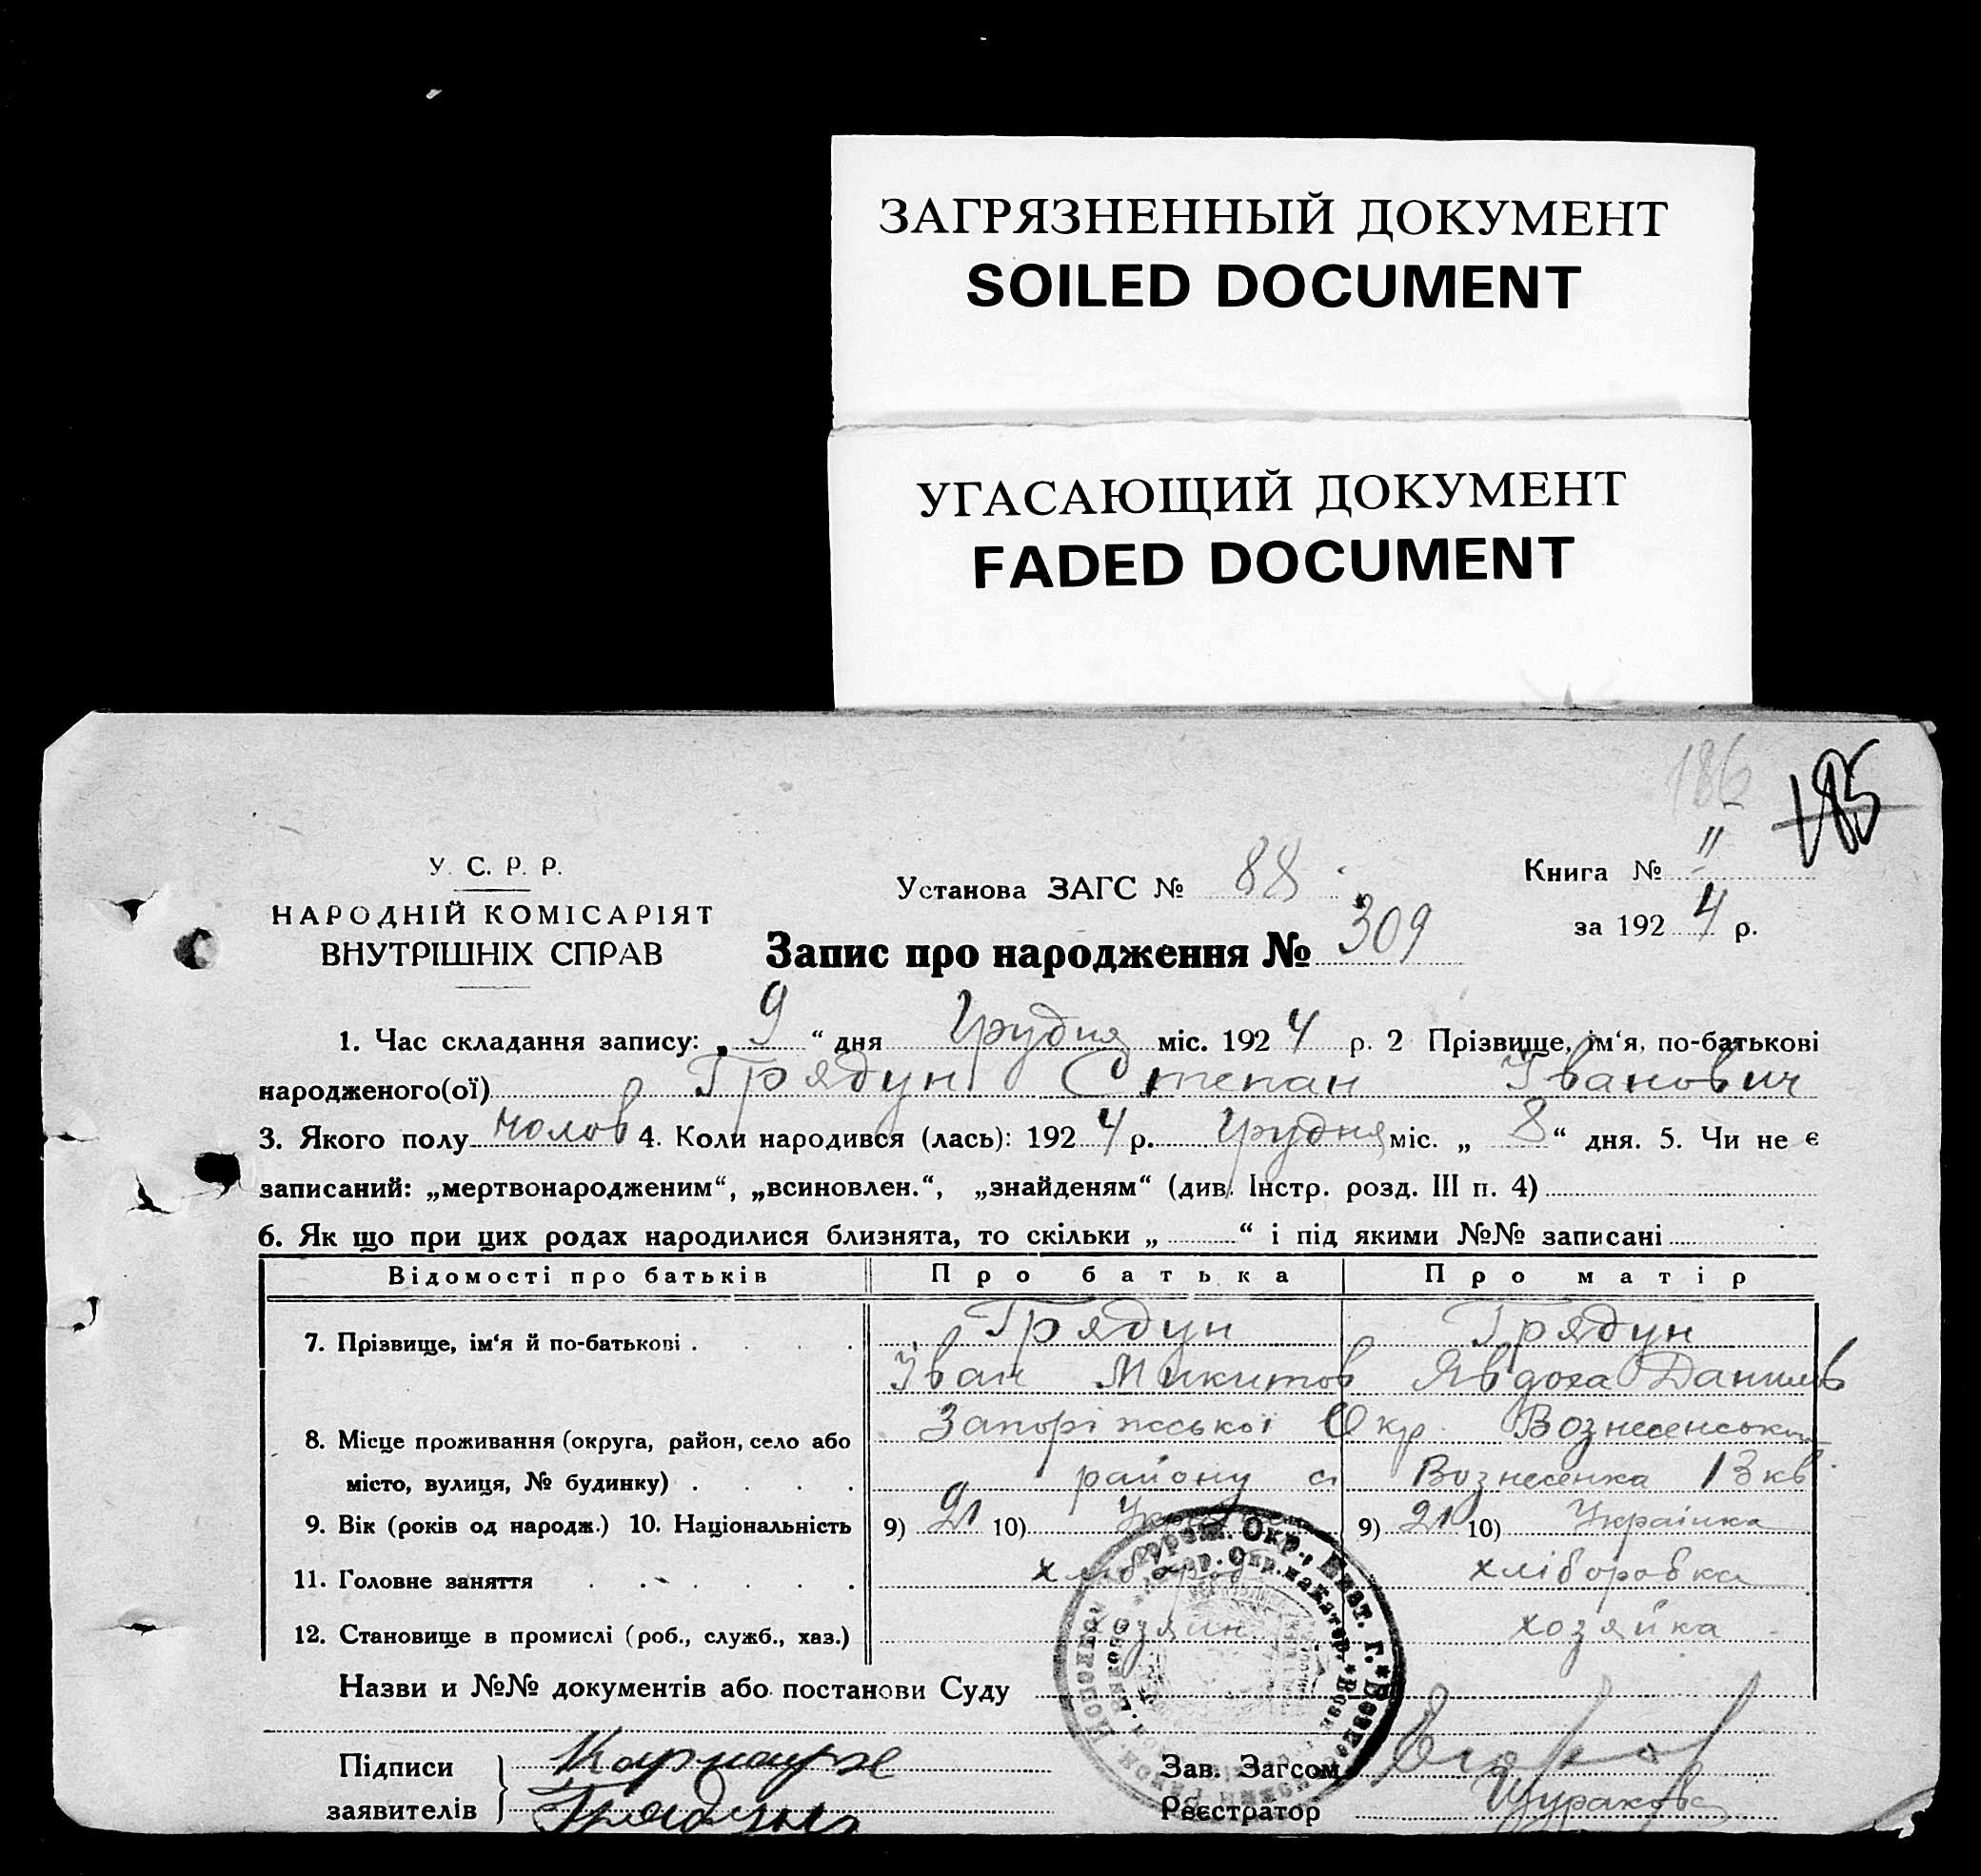 ЗАГРЯЗНЕННЫЙ ДОКУМЕНТ
SOILED DOCUMENT
УГАСАЮЩИЙ ДОКУМЕНТ
FADED DOCUMENT
186
185
У. С. Р. Р.
НАРОДНІЙ КОМІСАРІЯТ
ВНУТРІШНІХ СПРАВ
Установа ЗАГС № 88
Книга № 11
за 1924 р.
Запис про народження № 309
1. Час складання запису: „9“ дня Грудня міс. 1924 р. 2 Прізвище, ім‘я, по-батькові
народженого(ої) Грядун Степан Іванович
3. Якого полу чолов 4. Коли народився (лась): 1924 р. Грудня міс. „8“ дня. 5. Чи не є
записаний: „мертвонародженим“, „всиновлен.“, „знайденям“ (див. Інстр. розд. III п. 4)
6. Як що при цих родах народилися близнята, то скільки „ “ і під якими №№ записані
Відомості про батьків Про батька Про матір
7. Прізвище, ім‘я й по-батькові Грядун Грядун
Іван Микитов Явдоха Данилів
8. Місце проживання (округа, район, село або Запоріжської Окр. Вознесенськ
місто, вулиця, № будинку) району с. Вознесенка 13 кв.
9. Вік (років од народж.) 10. Національність 9) 21 10) 9) 21 10) Українка
11. Головне заняття хлібороб хліборобка
12. Становище в промислі (роб., служб., хаз.) хозяин хозяйка
Назви и №№ документів або постанови Суду
Підписи
заявителів Грядун
Зав. Загсом
Реєстратор